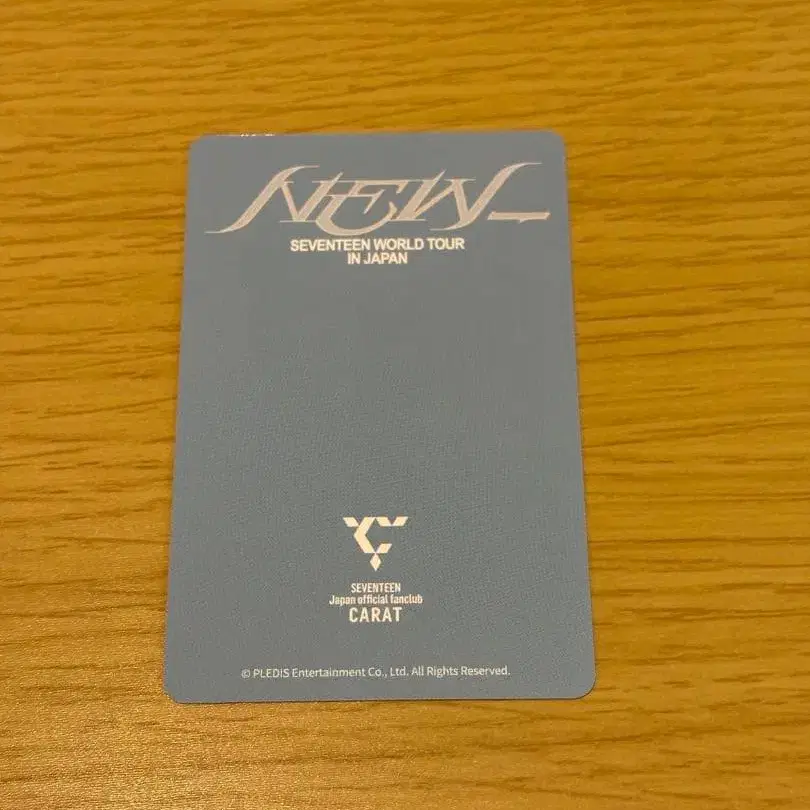 NEW_
SEVENTEEN WORLD TOUR
IN JAPAN
SEVENTEEN
Japan official fanclub
CARAT
© PLEDIS Entertainment Co., Ltd. All Rights Reserved.